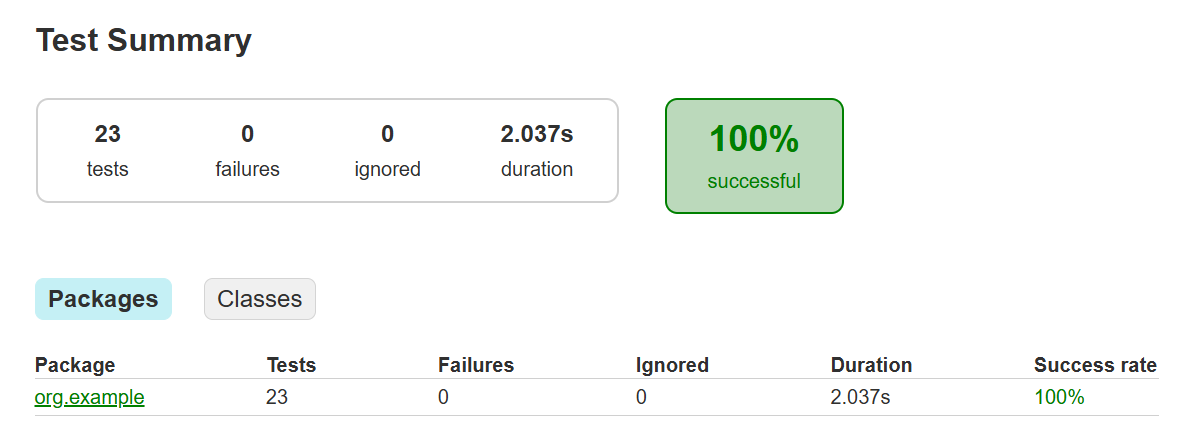 Test Summary
23 0 0 2.037s
tests failures ignored duration
100%
successful
Packages Classes
Package Tests Failures Ignored Duration Success rate
org.example 23 0 0 2.037s 100%